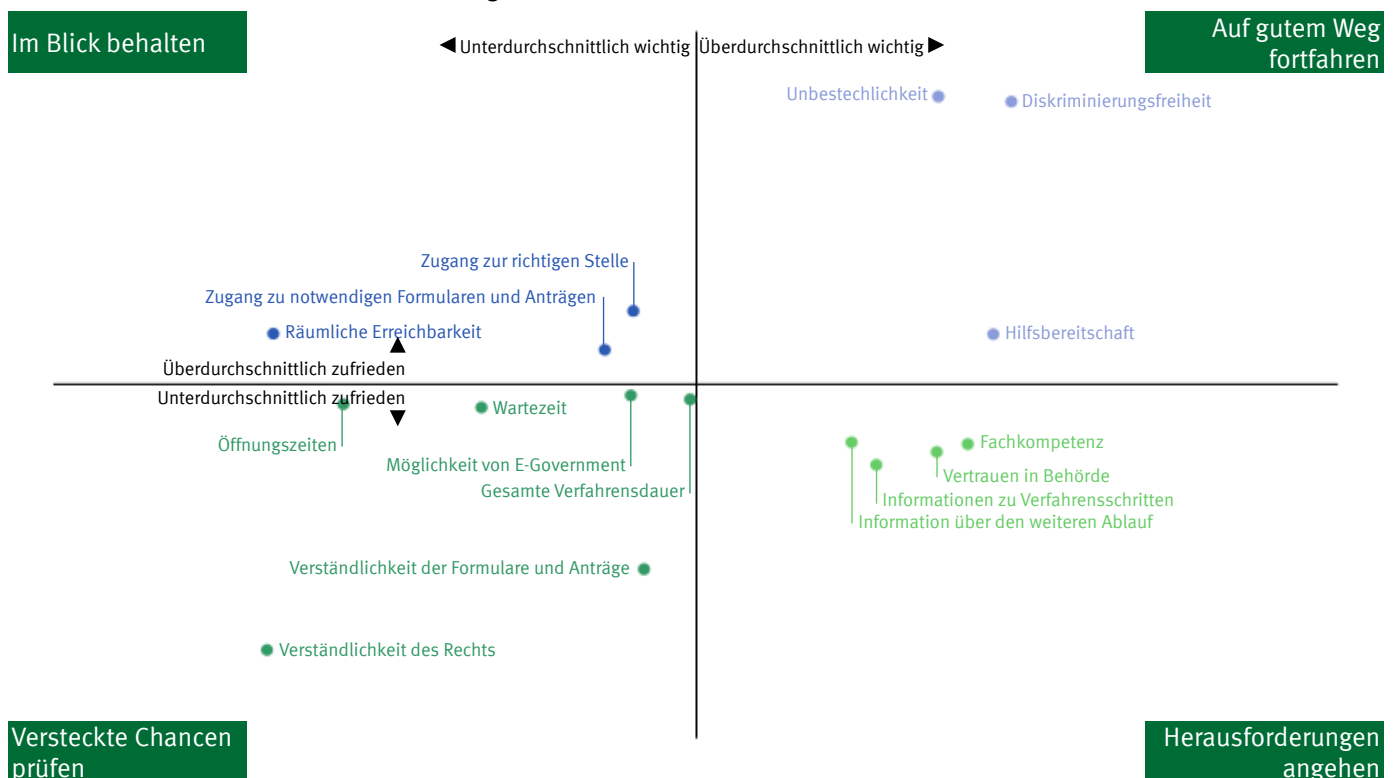 Im Blick behalten
◀ Unterdurchschnittlich wichtig
Überdurchschnittlich wichtig ▶
Auf gutem Weg
fortfahren
Unbestechlichkeit
Diskriminierungsfreiheit
Zugang zur richtigen Stelle
Zugang zu notwendigen Formularen und Anträgen
Räumliche Erreichbarkeit
Hilfsbereitschaft
Überdurchschnittlich zufrieden
Unterdurchschnittlich zufrieden
Wartezeit
Öffnungszeiten
Möglichkeit von E-Government
Gesamte Verfahrensdauer
Fachkompetenz
Vertrauen in Behörde
Informationen zu Verfahrensschritten
Information über den weiteren Ablauf
Verständlichkeit der Formulare und Anträge
Verständlichkeit des Rechts
Versteckte Chancen
prüfen
Herausforderungen
angehen